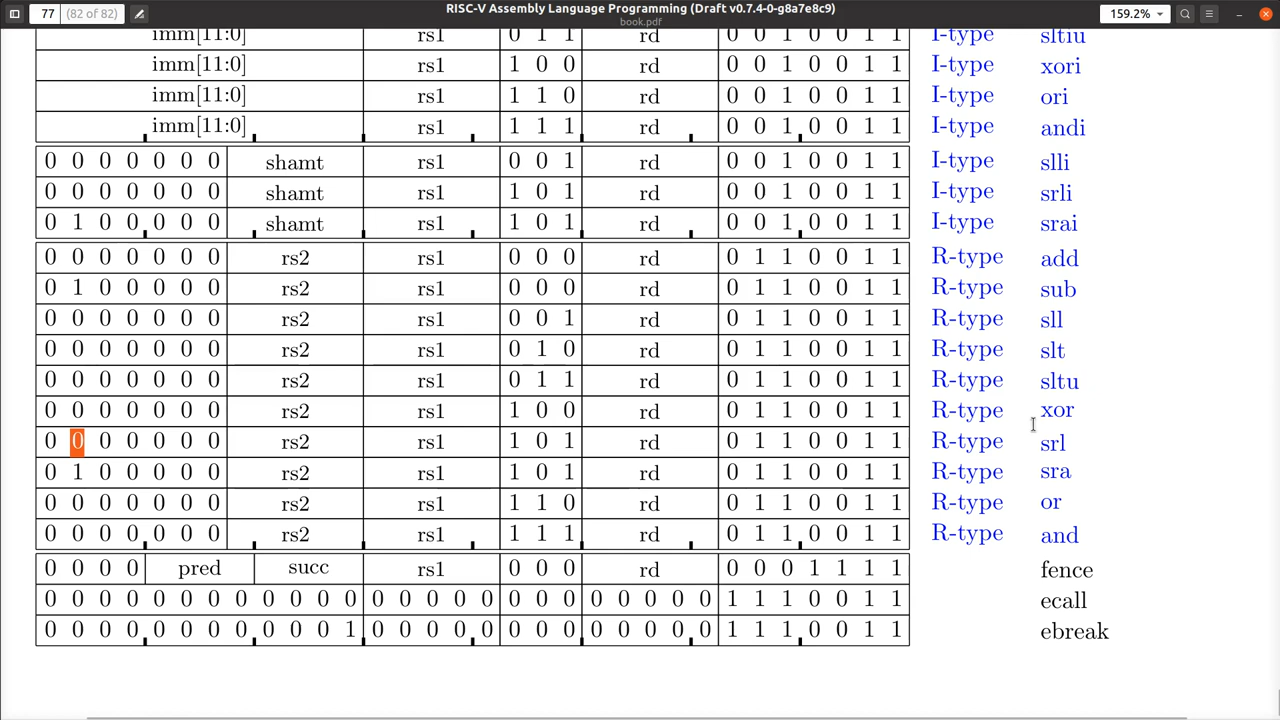 77 (82 of 82) RISC-V Assembly Language Programming (Draft v0.7.4-0-g8a7e8c9) 159.2%
book.pdf
imm[11:0] rs1 0 1 1 rd 0 0 1 0 0 1 1 I-type sltiu
imm[11:0] rs1 1 0 0 rd 0 0 1 0 0 1 1 I-type xori
imm[11:0] rs1 1 1 0 rd 0 0 1 0 0 1 1 I-type ori
imm[11:0] rs1 1 1 1 rd 0 0 1 0 0 1 1 I-type andi
0 0 0 0 0 0 0 shamt rs1 0 0 1 rd 0 0 1 0 0 1 1 I-type slli
0 0 0 0 0 0 0 shamt rs1 1 0 1 rd 0 0 1 0 0 1 1 I-type srli
0 1 0 0 0 0 0 shamt rs1 1 0 1 rd 0 0 1 0 0 1 1 I-type srai
0 0 0 0 0 0 0 rs2 rs1 0 0 0 rd 0 1 1 0 0 1 1 R-type add
0 1 0 0 0 0 0 rs2 rs1 0 0 0 rd 0 1 1 0 0 1 1 R-type sub
0 0 0 0 0 0 0 rs2 rs1 0 0 1 rd 0 1 1 0 0 1 1 R-type sll
0 0 0 0 0 0 0 rs2 rs1 0 1 0 rd 0 1 1 0 0 1 1 R-type slt
0 0 0 0 0 0 0 rs2 rs1 0 1 1 rd 0 1 1 0 0 1 1 R-type sltu
0 0 0 0 0 0 0 rs2 rs1 1 0 0 rd 0 1 1 0 0 1 1 R-type xor
0 0 0 0 0 0 0 rs2 rs1 1 0 1 rd 0 1 1 0 0 1 1 R-type srl
0 1 0 0 0 0 0 rs2 rs1 1 0 1 rd 0 1 1 0 0 1 1 R-type sra
0 0 0 0 0 0 0 rs2 rs1 1 1 0 rd 0 1 1 0 0 1 1 R-type or
0 0 0 0 0 0 0 rs2 rs1 1 1 1 rd 0 1 1 0 0 1 1 R-type and
0 0 0 0 pred succ rs1 0 0 0 rd 0 0 0 1 1 1 1 fence
0 0 0 0 0 0 0 0 0 0 0 0 0 0 0 0 0 0 0 0 0 0 0 0 0 1 1 1 0 0 1 1 ecall
0 0 0 0 0 0 0 0 0 0 0 1 0 0 0 0 0 0 0 0 0 0 0 0 0 1 1 1 0 0 1 1 ebreak